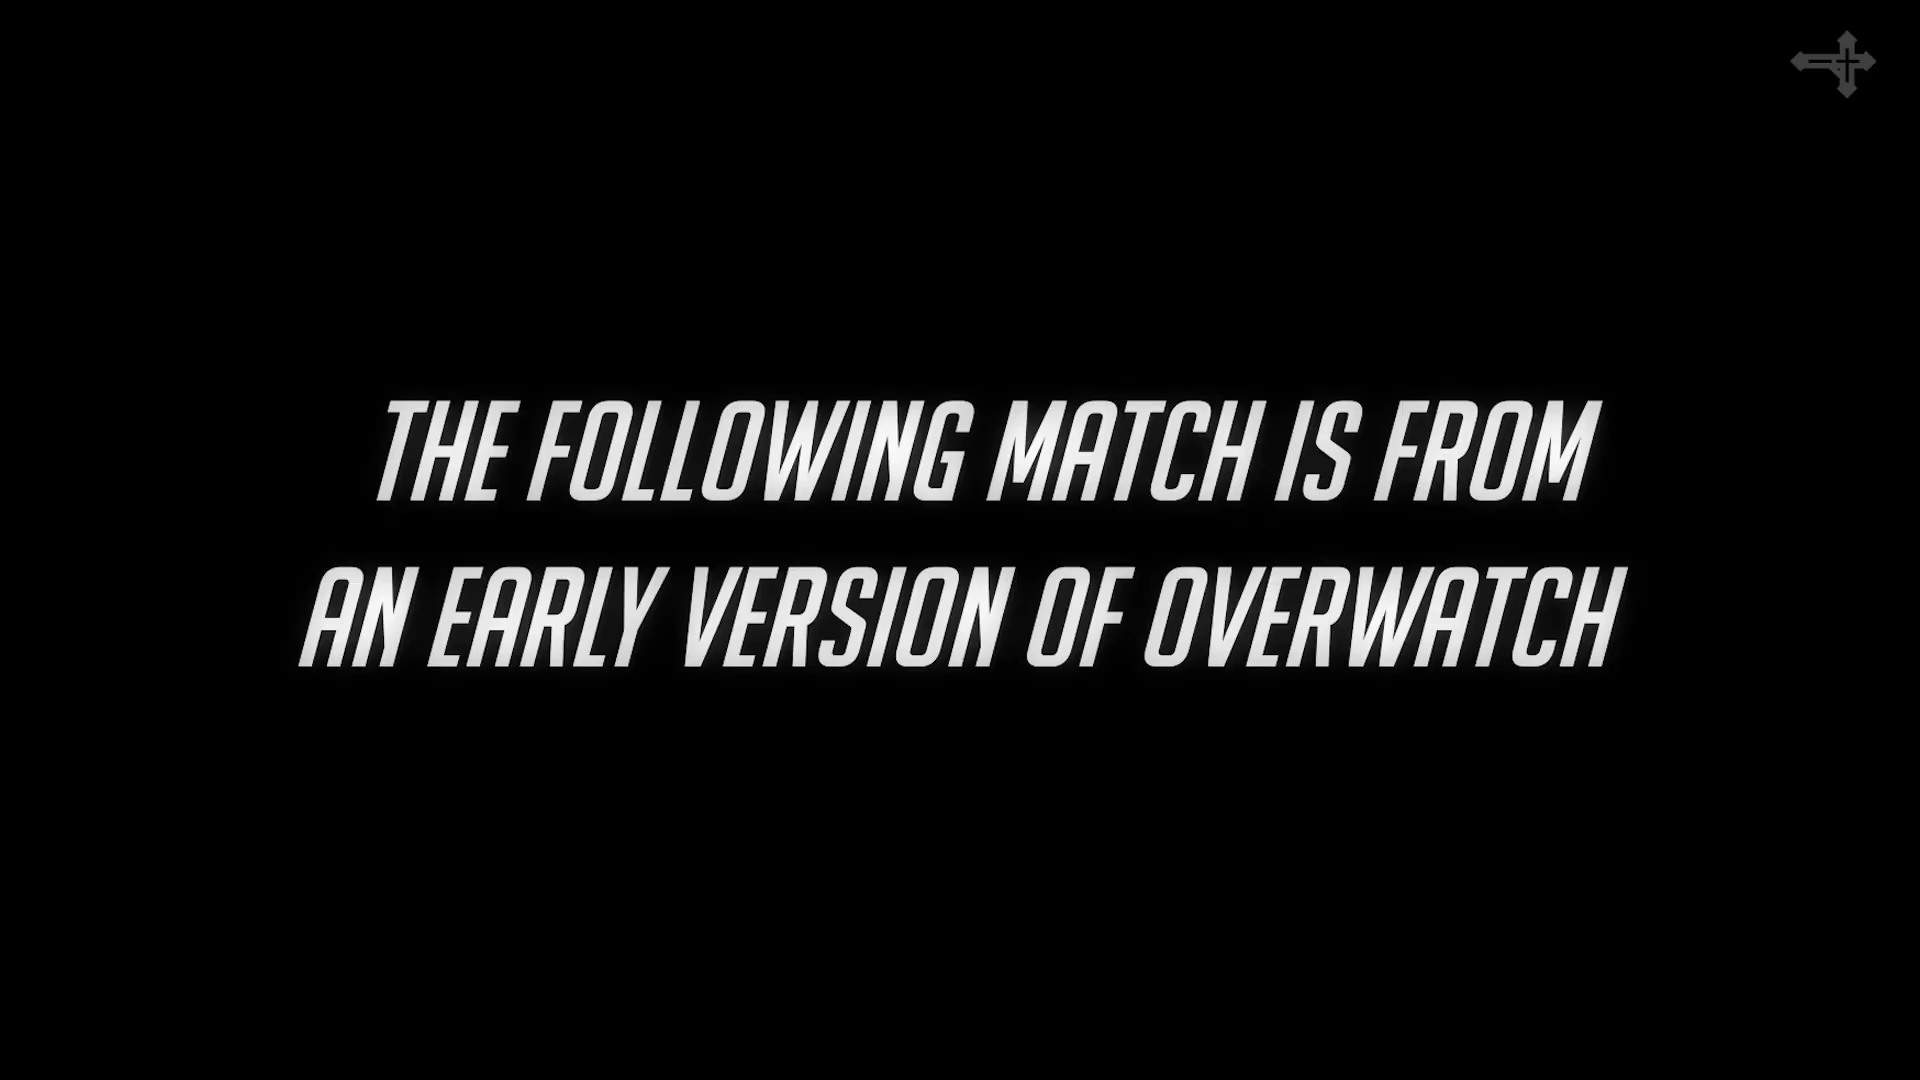 THE FOLLOWING MATCH IS FROM
AN EARLY VERSION OF OVERWATCH